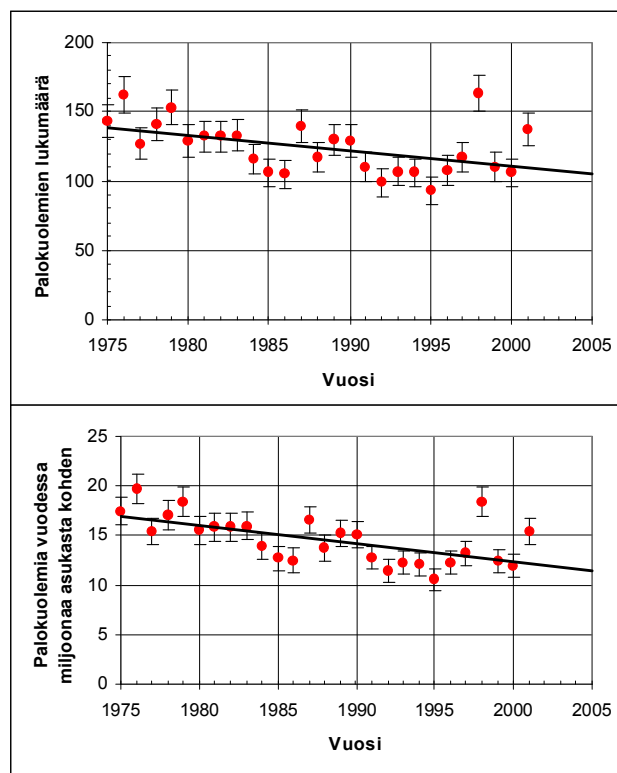 200
150
100
50
0
Palokuolemien lukumäärä
1975 1980 1985 1990 1995 2000 2005
Vuosi
25
20
15
10
5
0
Palokuolemia vuodessa
miljoonaa asukasta kohden
1975 1980 1985 1990 1995 2000 2005
Vuosi